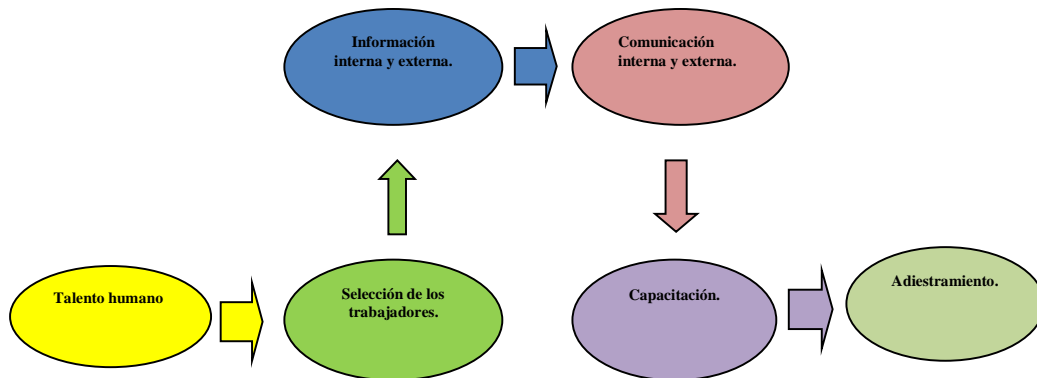 Información
interna y externa.
Comunicación
interna y externa.
Talento humano
Selección de los
trabajadores.
Capacitación.
Adiestramiento.